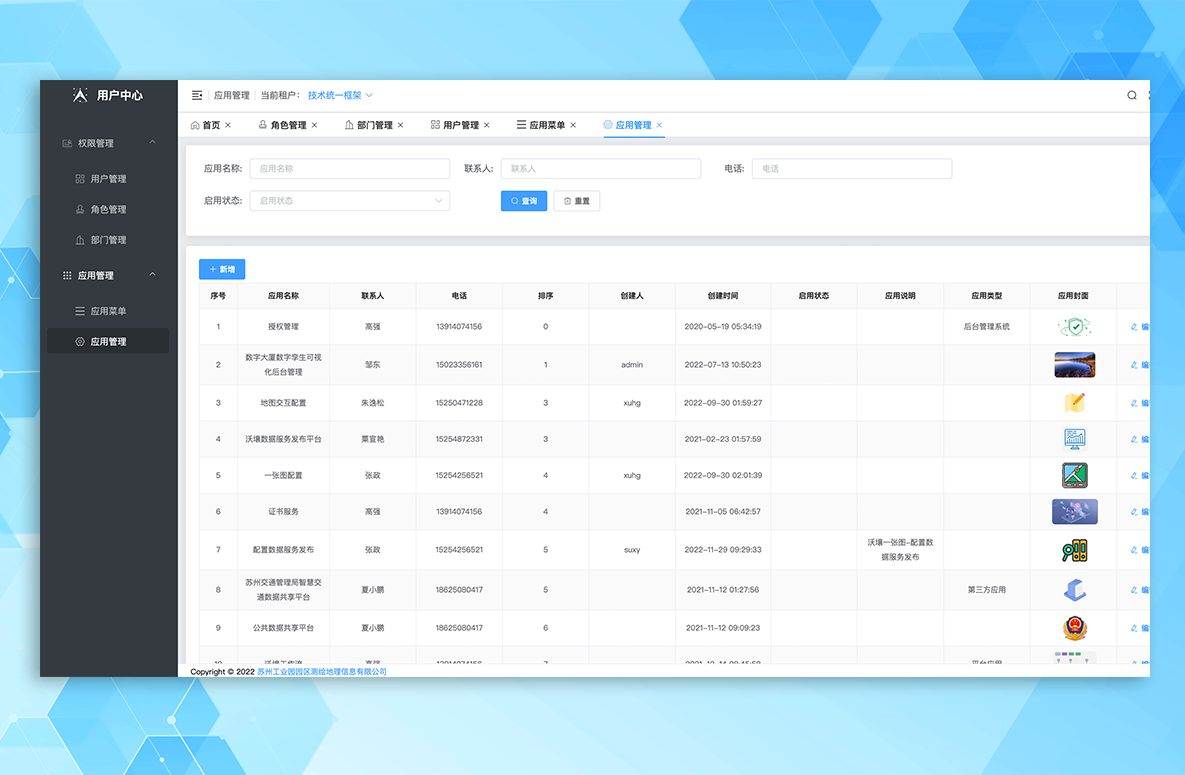 用户中心
应用管理 当前租户: 技术统一框架
首页 角色管理 部门管理 用户管理 应用菜单 应用管理
权限管理
用户管理
角色管理
部门管理
应用管理
应用菜单
应用管理
应用名称: 应用名称 联系人: 联系人 电话: 电话
启用状态: 启用状态 查询 重置
新增
序号 应用名称 联系人 电话 排序 创建人 创建时间 启用状态 应用说明 应用类型 应用封面
1 授权管理 高强 13914074156 0 2020-05-19 05:34:19 后台管理系统 编
2 数字大厦数字孪生可视化后台管理 邹东 15023356161 1 admin 2022-07-13 10:50:23 编
3 地图交互配置 朱逸松 15250471228 3 xuhg 2022-09-30 01:59:27 编
4 沃壤数据服务发布平台 粟宣艳 15254872331 3 2021-02-23 01:57:59 编
5 一张图配置 张政 15254256521 4 xuhg 2022-09-30 02:01:39 编
6 证书服务 高强 13914074156 4 2021-11-05 06:42:57 编
7 配置数据服务发布 张政 15254256521 5 suxy 2022-11-29 09:29:33 沃壤一张图-配置数据服务发布 编
8 苏州交通管理局智慧交通数据共享平台 夏小鹏 18625080417 5 2021-11-12 01:27:56 第三方应用 编
9 公共数据共享平台 夏小鹏 18625080417 6 2021-11-12 09:09:23 编
Copyright © 2022 苏州工业园园区测绘地理信息有限公司